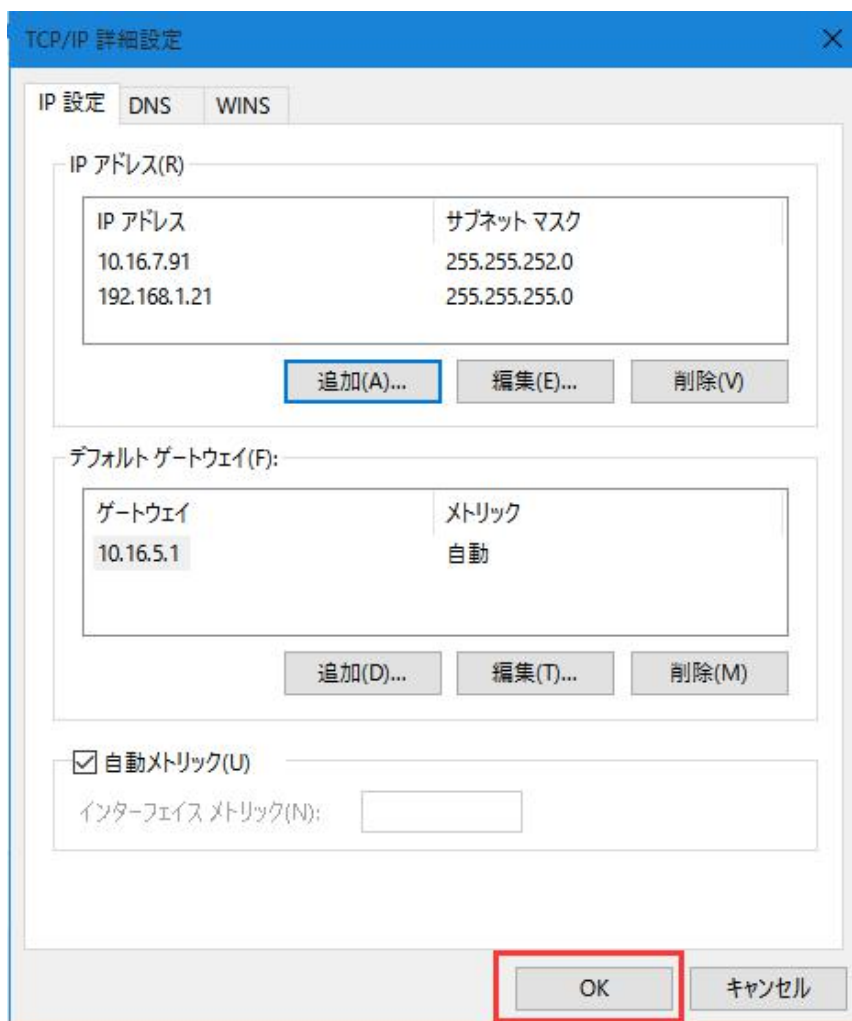 TCP/IP 詳細設定
IP 設定 DNS WINS
IP アドレス(R)
IP アドレス サブネット マスク
10.16.7.91 255.255.252.0
192.168.1.21 255.255.255.0
追加(A)... 編集(E)... 削除(V)
デフォルト ゲートウェイ(F):
ゲートウェイ メトリック
10.16.5.1 自動
追加(D)... 編集(T)... 削除(M)
自動メトリック(U)
インターフェイス メトリック(N):
OK キャンセル